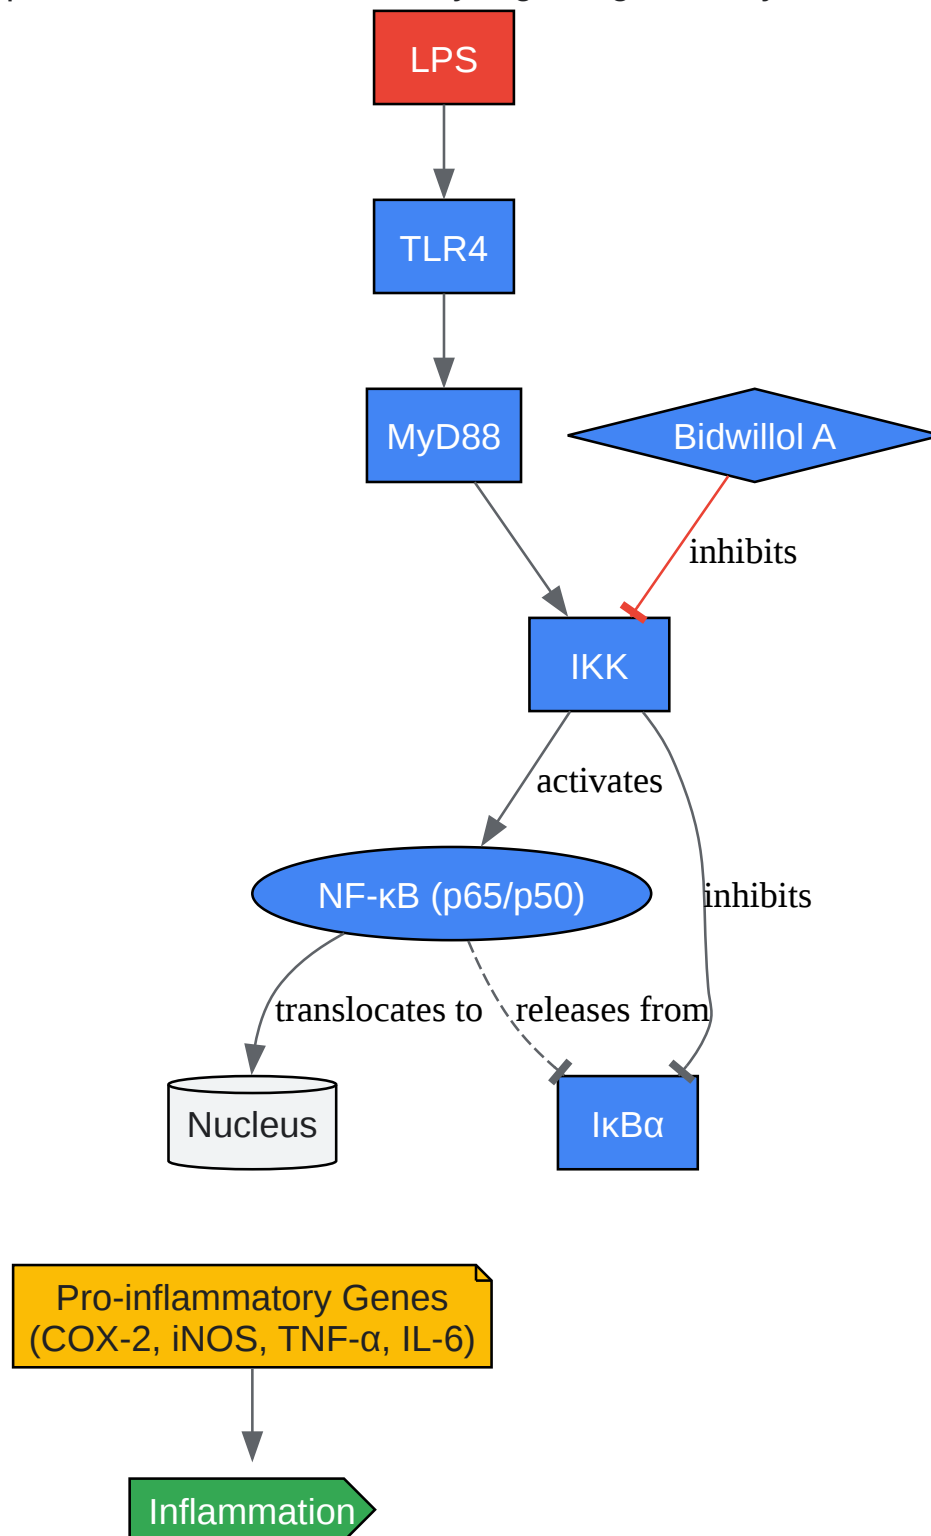 LPS
TLR4
MyD88
Bidwillol A
inhibits
IKK
activates
NF-κB (p65/p50)
inhibits
translocates to
releases from
Nucleus
IκBα
Pro-inflammatory Genes
(COX-2, iNOS, TNF-α, IL-6)
Inflammation